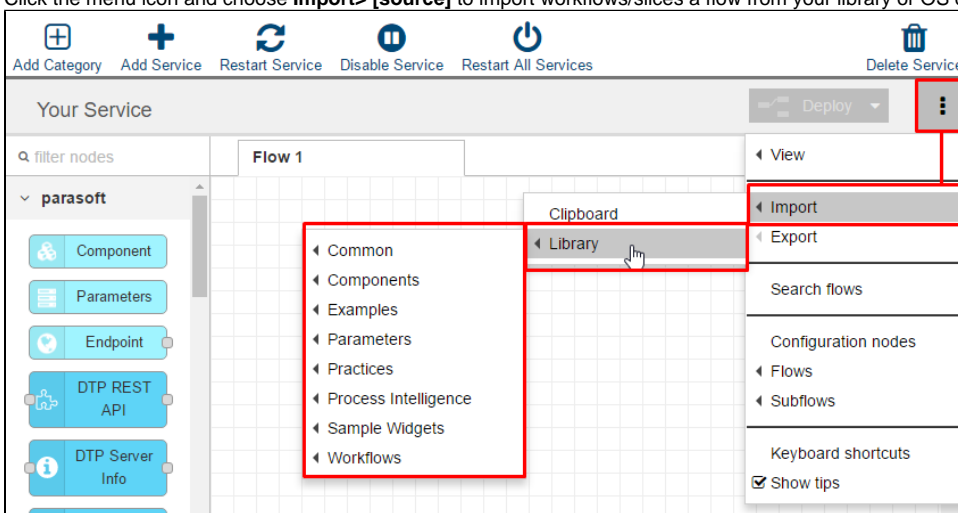 Click the menu icon and choose Import> [source] to import workflows/slices a flow from your library or OS
Add Category Add Service Restart Service Disable Service Restart All Services Delete Service
Your Service
Deploy
filter nodes
Flow 1
parasoft
Component
Parameters
Endpoint
DTP REST
API
DTP Server
Info
Common
Components
Examples
Parameters
Practices
Process Intelligence
Sample Widgets
Workflows
Clipboard
Library
View
Import
Export
Search flows
Configuration nodes
Flows
Subflows
Keyboard shortcuts
Show tips